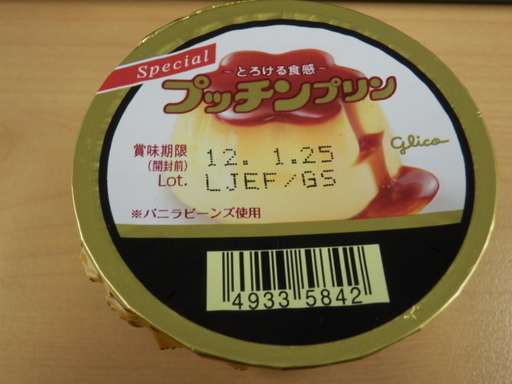 Special
-とろける食感-
プッチンプリン
glico
賞味期限
(開封前)
12. 1.25
Lot. LJEF/GS
※バニラビーンズ使用
4933 5842